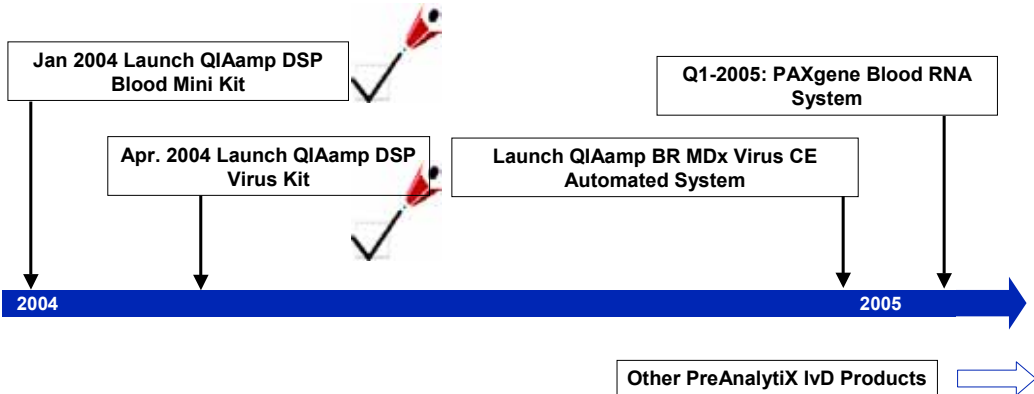 Jan 2004 Launch QIAamp DSP
Blood Mini Kit
Q1-2005: PAXgene Blood RNA
System
Apr. 2004 Launch QIAamp DSP
Virus Kit
Launch QIAamp BR MDx Virus CE
Automated System
2004
2005
Other PreAnalytiX IvD Products